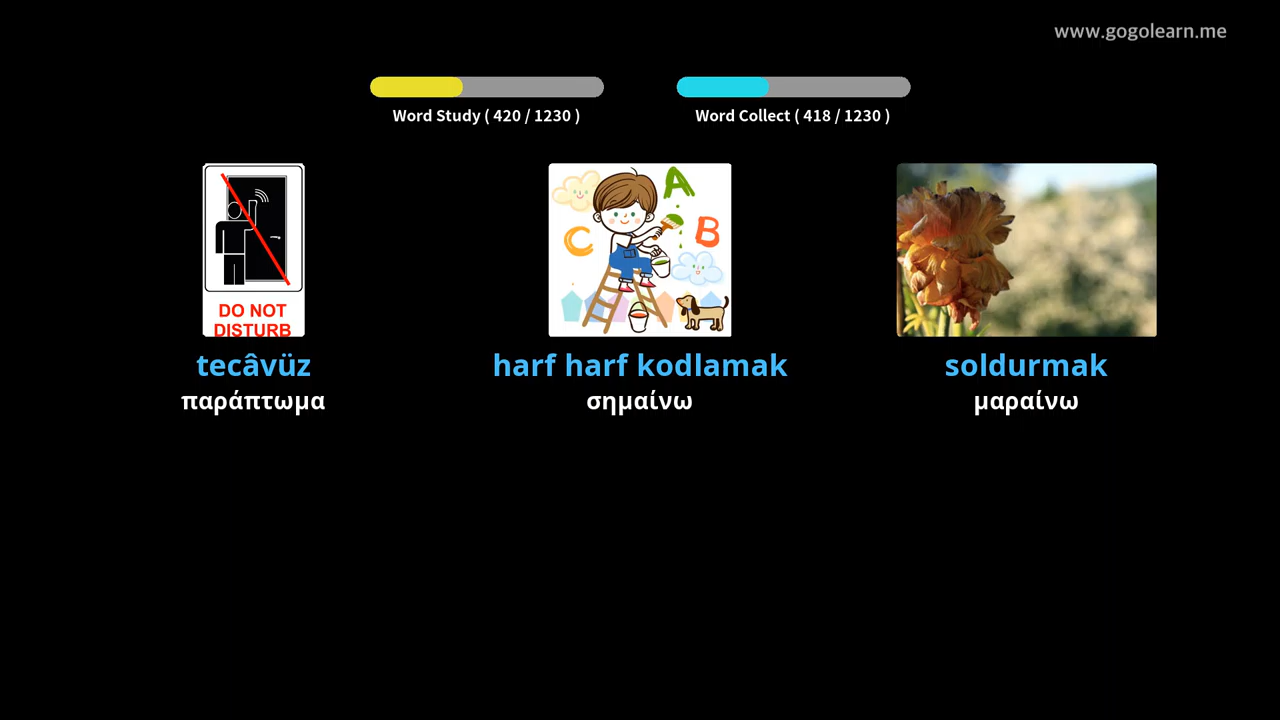 www.gogolearn.me
Word Study ( 420 / 1230 )
Word Collect ( 418 / 1230 )
DO NOT
DISTURB
A
B
C
tecâvüz
παράπτωμα
harf harf kodlamak
σημαίνω
soldurmak
μαραίνω